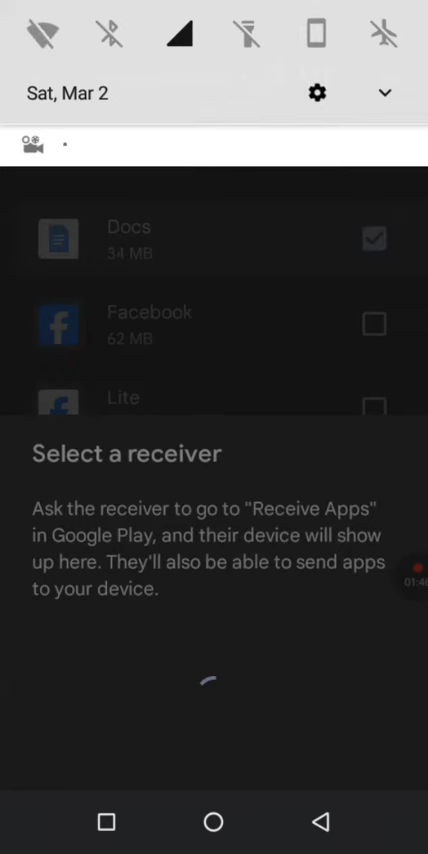 Sat, Mar 2
Docs
34 MB
Facebook
62 MB
Lite
Select a receiver
Ask the receiver to go to "Receive Apps"
in Google Play, and their device will show
up here. They'll also be able to send apps
to your device.